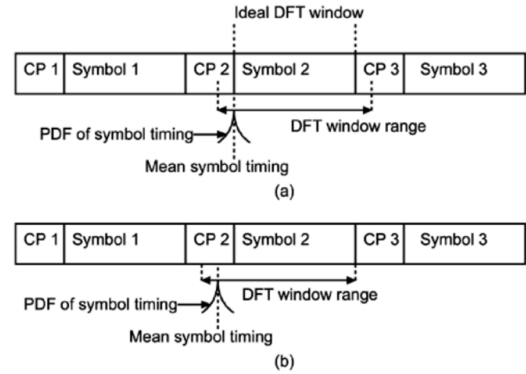 Ideal DFT window
CP 1 Symbol 1 CP 2 Symbol 2 CP 3 Symbol 3
DFT window range
PDF of symbol timing
Mean symbol timing
(a)
CP 1 Symbol 1 CP 2 Symbol 2 CP 3 Symbol 3
DFT window range
PDF of symbol timing
Mean symbol timing
(b)